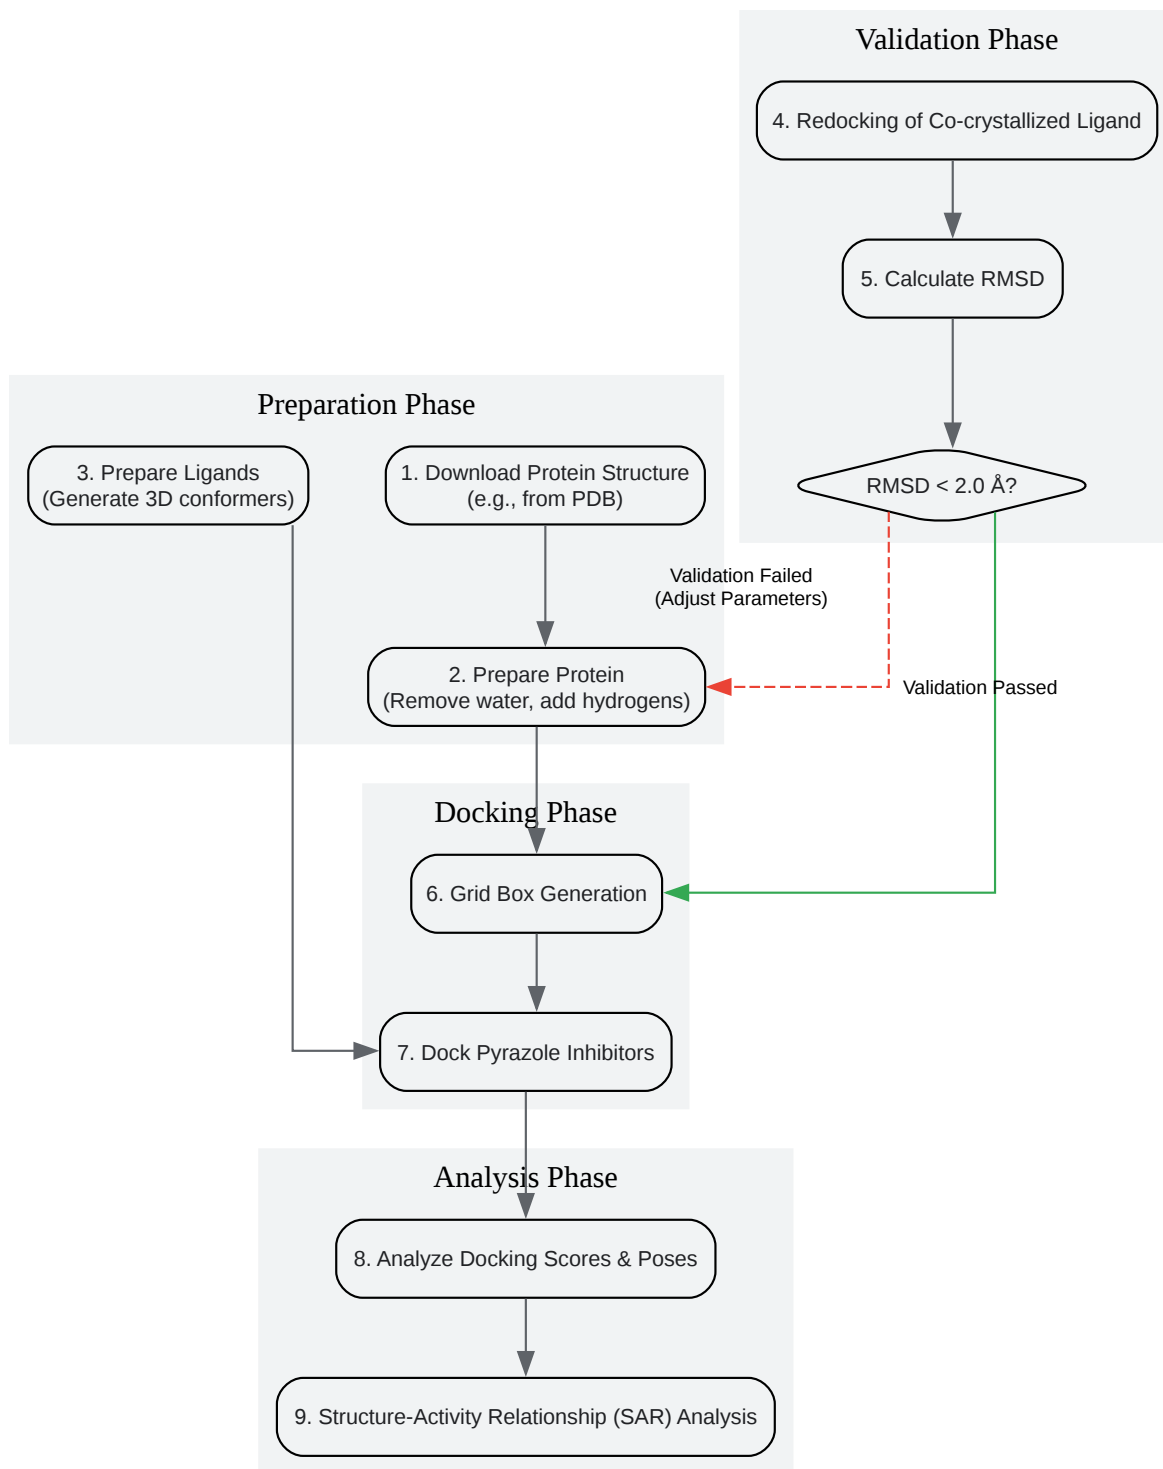 Validation Phase
4. Redocking of Co-crystallized Ligand
5. Calculate RMSD
RMSD < 2.0 Å?
Preparation Phase
3. Prepare Ligands
(Generate 3D conformers)
1. Download Protein Structure
(e.g., from PDB)
Validation Failed
(Adjust Parameters)
2. Prepare Protein
(Remove water, add hydrogens)
Validation Passed
Docking Phase
6. Grid Box Generation
7. Dock Pyrazole Inhibitors
Analysis Phase
8. Analyze Docking Scores & Poses
9. Structure-Activity Relationship (SAR) Analysis